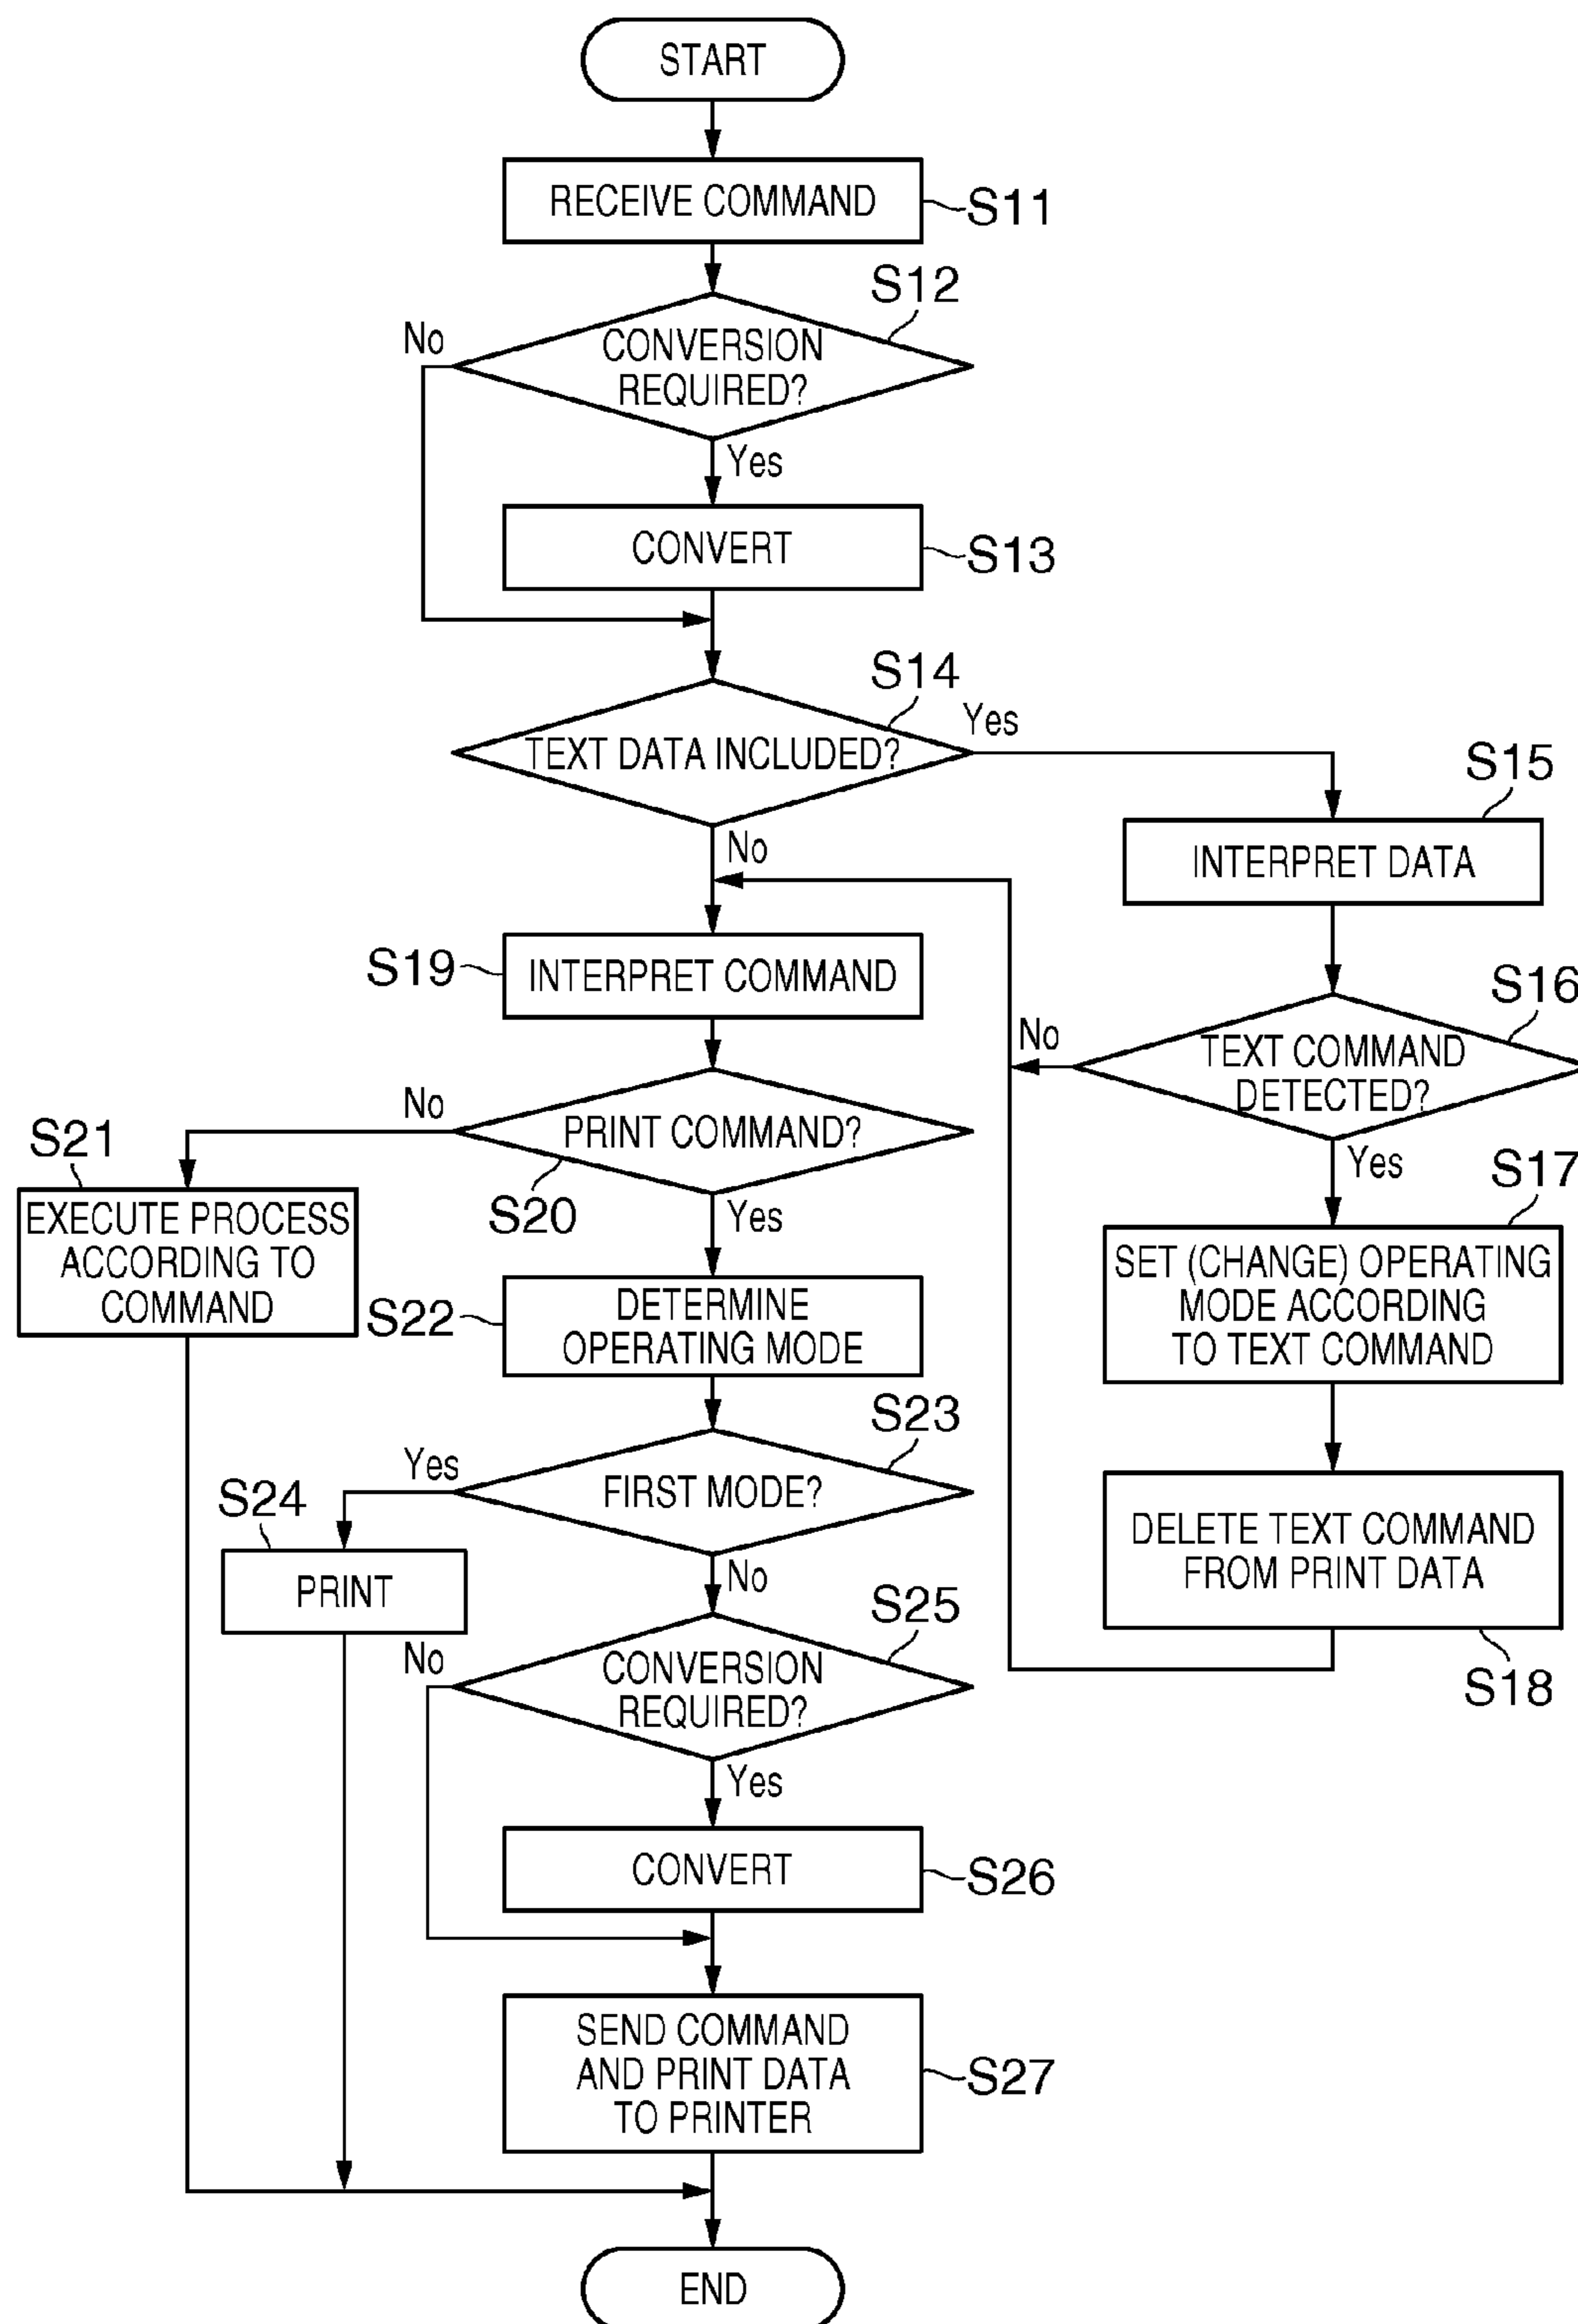 START
RECEIVE COMMAND
S11
S12
No
CONVERSION
REQUIRED?
Yes
CONVERT
S13
S14
Yes
TEXT DATA INCLUDED?
No
S15
INTERPRET DATA
S19
INTERPRET COMMAND
S16
No
TEXT COMMAND
DETECTED?
Yes
S17
SET (CHANGE) OPERATING
MODE ACCORDING
TO TEXT COMMAND
DELETE TEXT COMMAND
FROM PRINT DATA
S18
No
PRINT COMMAND?
S20
Yes
S21
EXECUTE PROCESS
ACCORDING TO
COMMAND
S22
DETERMINE
OPERATING MODE
S23
Yes
FIRST MODE?
No
S24
PRINT
S25
No
CONVERSION
REQUIRED?
Yes
CONVERT
S26
SEND COMMAND
AND PRINT DATA
TO PRINTER
S27
END